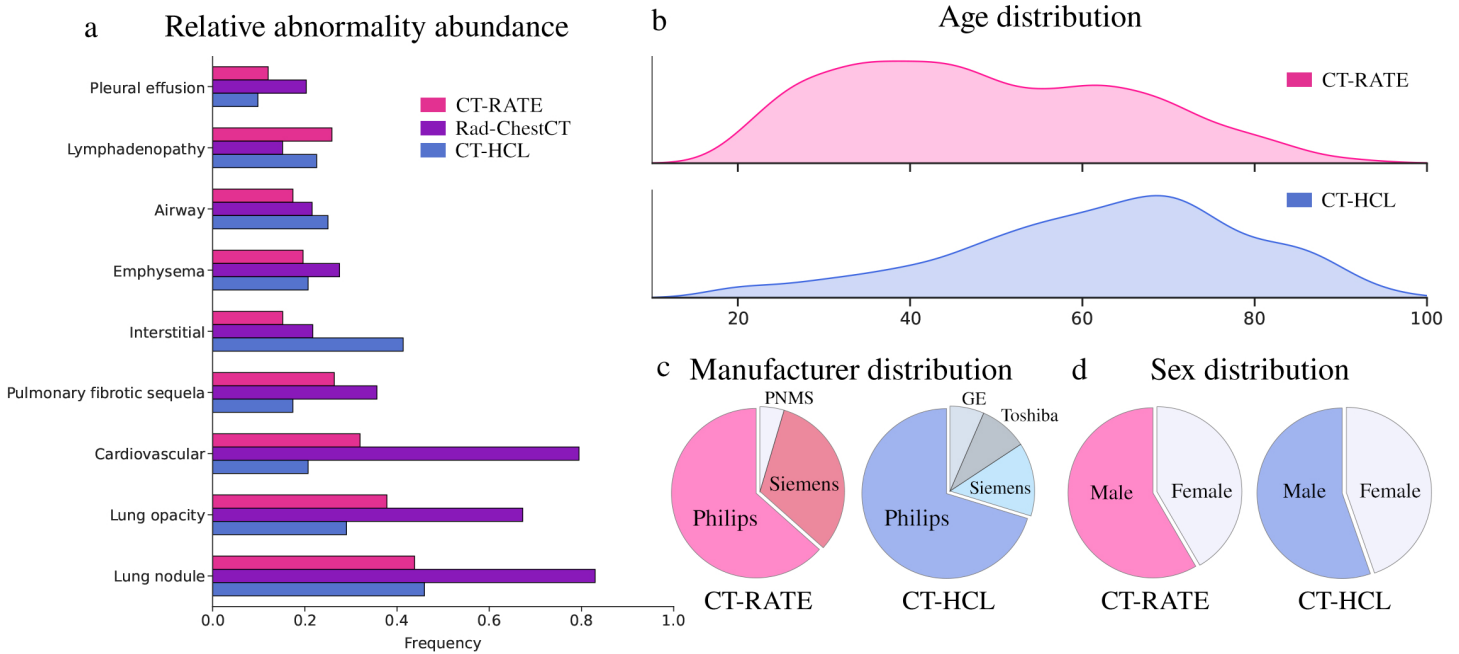 a
Relative abnormality abundance
Pleural effusion
Lymphadenopathy
Airway
Emphysema
Interstitial
Pulmonary fibrotic sequela
Cardiovascular
Lung opacity
Lung nodule
CT-RATE
Rad-ChestCT
CT-HCL
0.0 0.2 0.4 0.6 0.8 1.0
Frequency
b
Age distribution
CT-RATE
CT-HCL
20 40 60 80 100
c
Manufacturer distribution
PNMS
Siemens
Philips
CT-RATE
GE
Toshiba
Siemens
Philips
CT-HCL
d
Sex distribution
Male Female
CT-RATE
Male Female
CT-HCL